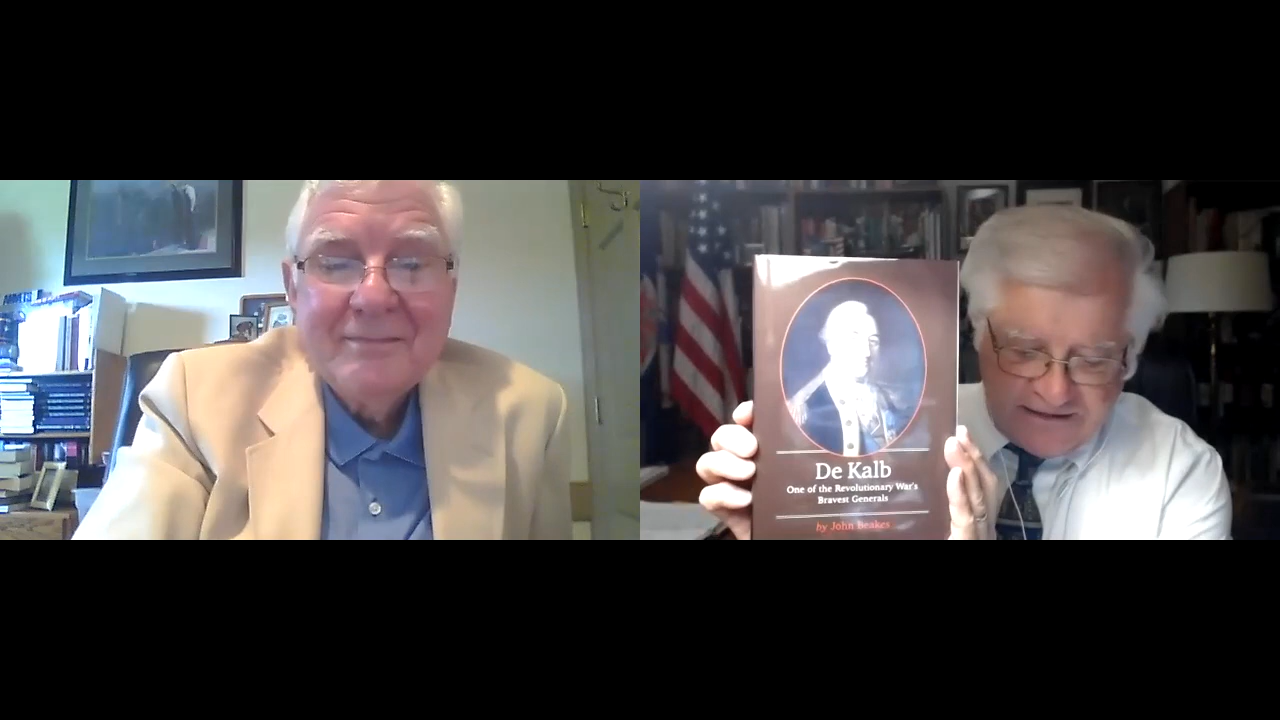 De Kalb
One of the Revolutionary War's
Bravest Generals
by John Beakes